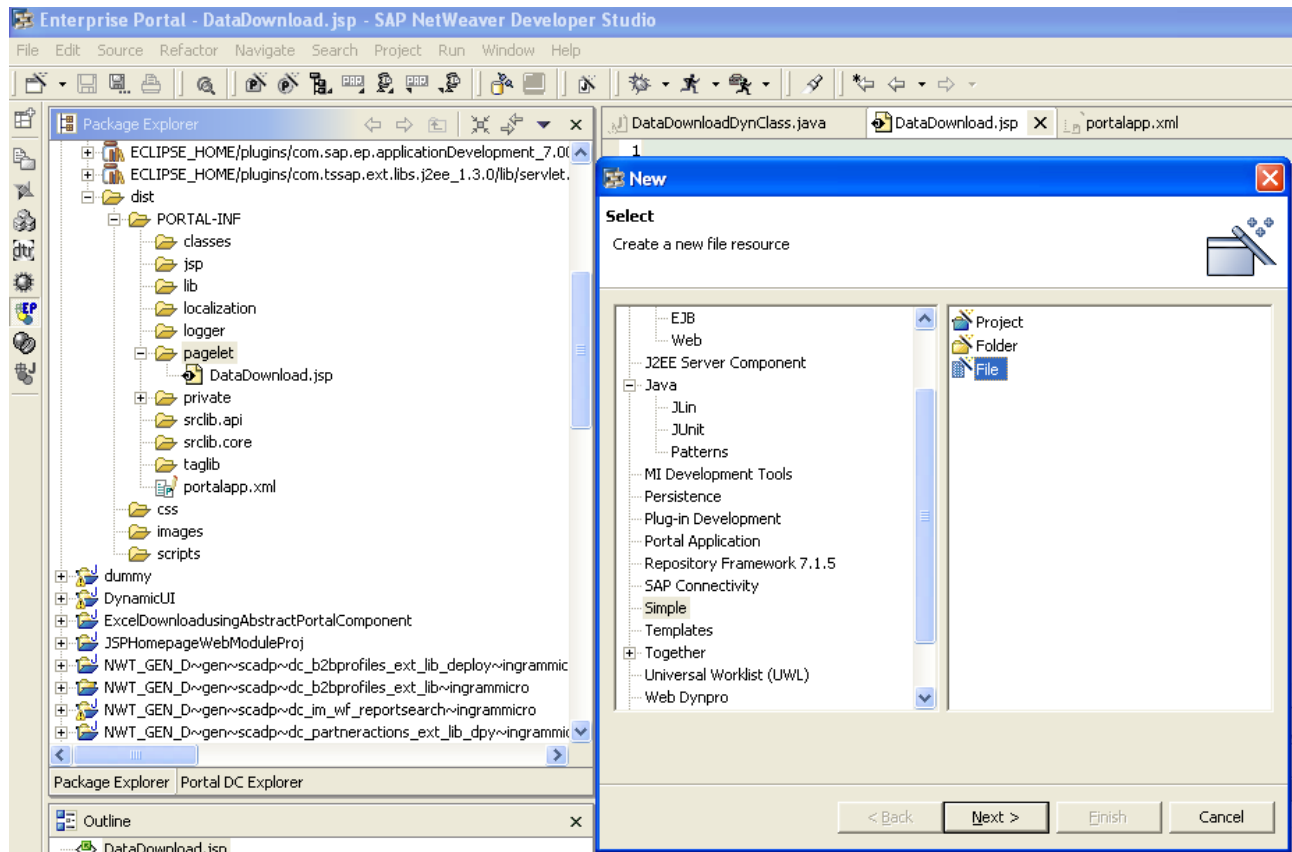 Enterprise Portal - DataDownload.jsp - SAP NetWeaver Developer Studio
File Edit Source Refactor Navigate Search Project Run Window Help
Package Explorer
ECLIPSE_HOME/plugins/com.sap.ep.applicationDevelopment_7.00
ECLIPSE_HOME/plugins/com.tssap.ext.libs.j2ee_1.3.0/lib/servlet.
dist
PORTAL-INF
classes
jsp
lib
localization
logger
pagelet
DataDownload.jsp
private
srclib.api
srclib.core
taglib
portalapp.xml
css
images
scripts
dummy
DynamicUI
ExcelDownloadusingAbstractPortalComponent
JSPHomepageWebModuleProj
NWT_GEN_D~gen~scadp~dc_b2bprofiles_ext_lib_deploy~ingrammic
NWT_GEN_D~gen~scadp~dc_b2bprofiles_ext_lib~ingrammicro
NWT_GEN_D~gen~scadp~dc_im_wf_reportsearch~ingrammicro
NWT_GEN_D~gen~scadp~dc_partneractions_ext_lib_dpy~ingrammic
Package Explorer Portal DC Explorer
Outline
DataDownload.jsp
DataDownloadDynClass.java DataDownload.jsp portalapp.xml
1
New
Select
Create a new file resource
EJB
Web
J2EE Server Component
Java
JLin
JUnit
Patterns
MI Development Tools
Persistence
Plug-in Development
Portal Application
Repository Framework 7.1.5
SAP Connectivity
Simple
Templates
Together
Universal Worklist (UWL)
Web Dynpro
Project
Folder
File
< Back Next > Finish Cancel
dtr
EP